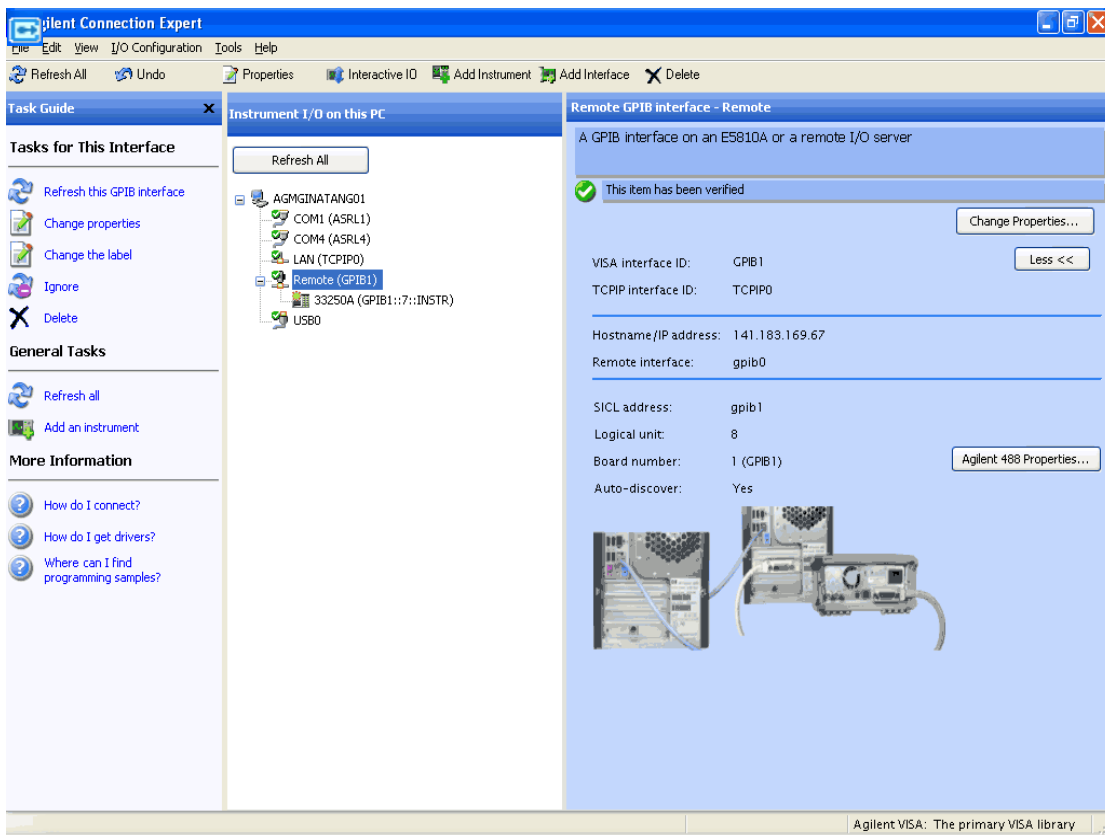 gilent Connection Expert
File Edit View I/O Configuration Tools Help
Refresh All Undo Properties Interactive IO Add Instrument Add Interface Delete
Task Guide
Tasks for This Interface
Refresh this GPIB interface
Change properties
Change the label
Ignore
Delete
General Tasks
Refresh all
Add an instrument
More Information
How do I connect?
How do I get drivers?
Where can I find
programming samples?
Instrument I/O on this PC
Refresh All
AGMGINATANG01
COM1 (ASRL1)
COM4 (ASRL4)
LAN (TCPIP0)
Remote (GPIB1)
33250A (GPIB1::7::INSTR)
USB0
Remote GPIB interface - Remote
A GPIB interface on an E5810A or a remote I/O server
This item has been verified
Change Properties...
VISA interface ID: GPIB1
Less <<
TCPIP interface ID: TCPIP0
Hostname/IP address: 141.183.169.67
Remote interface: gpib0
SICL address: gpib1
Logical unit: 8
Board number: 1 (GPIB1)
Agilent 488 Properties...
Auto-discover: Yes
Agilent VISA: The primary VISA library